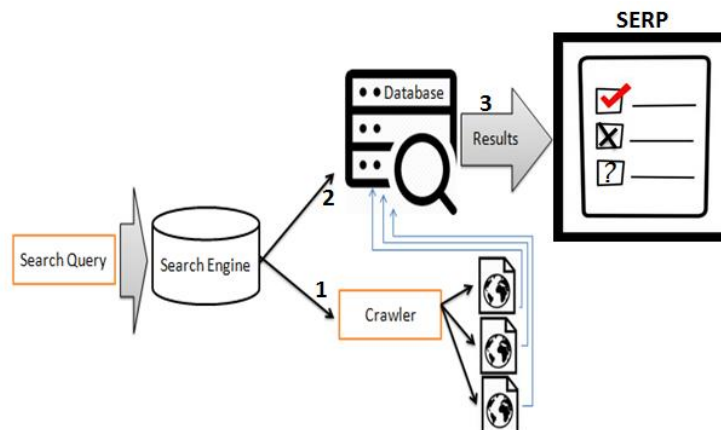 SERP
Database
3
Results
2
Search Query
Search Engine
1
Crawler
?